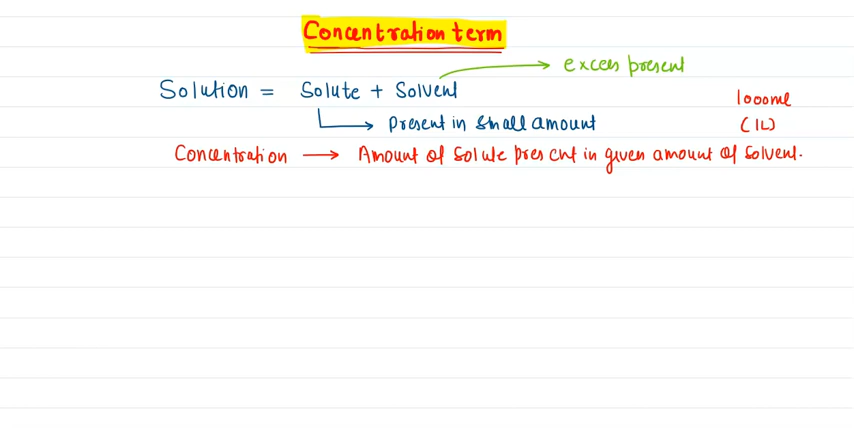 Concentration term
excess present
Solution = Solute + Solvent
1000ml
Present in small amount
(1L)
Concentration → Amount of solute present in given amount of solvent.